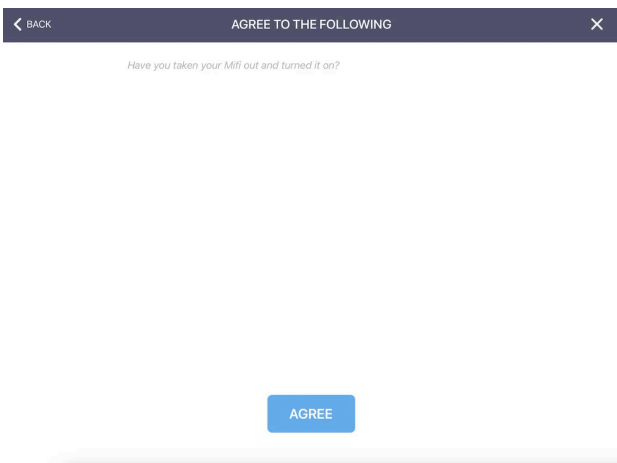 BACK
AGREE TO THE FOLLOWING
Have you taken your Mifi out and turned it on?
AGREE